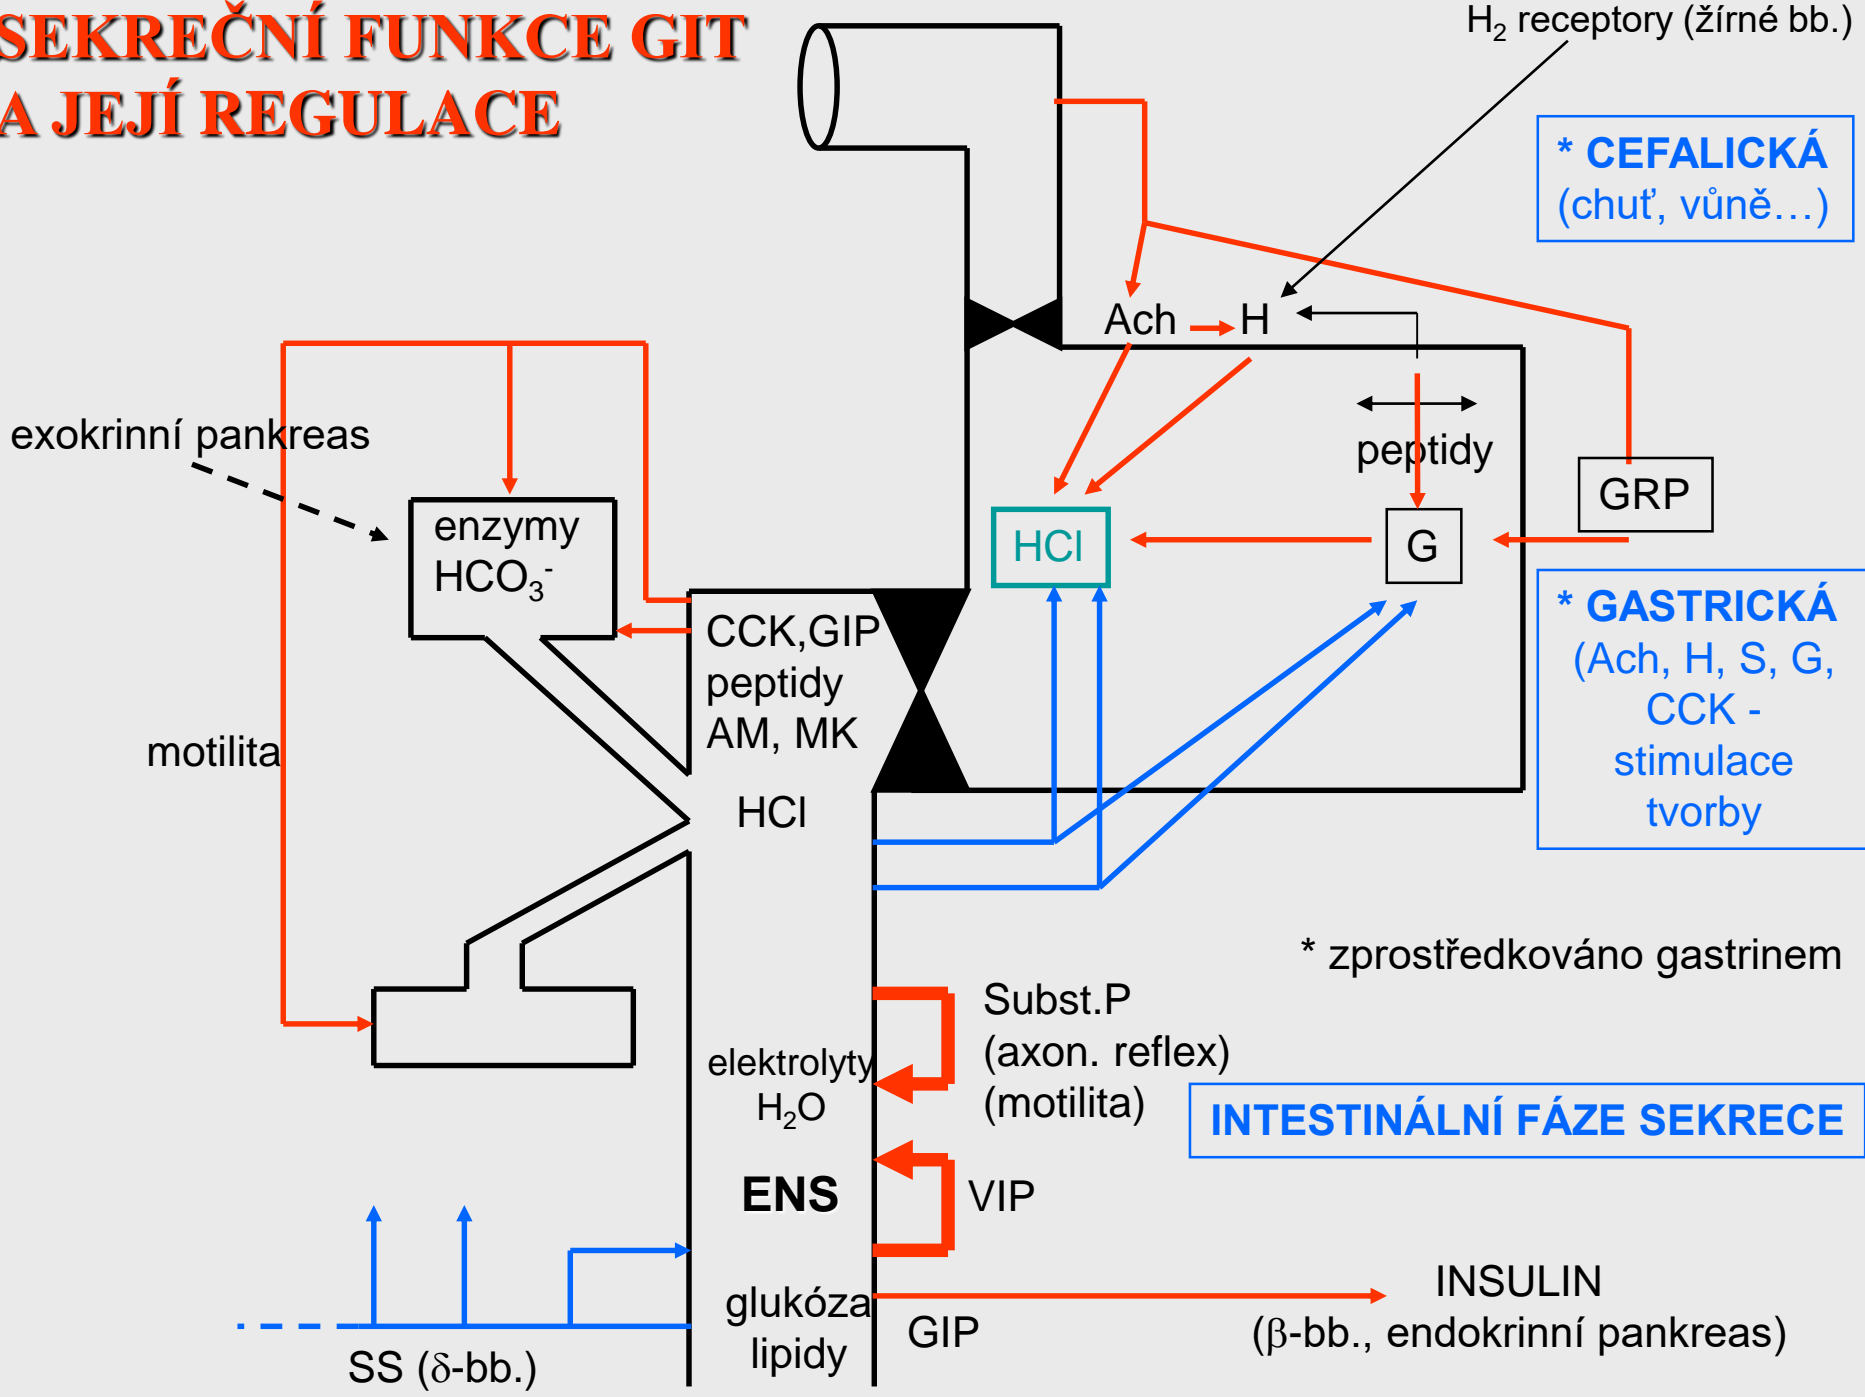 SEKREČNÍ FUNKCE GIT
A JEJÍ REGULACE
H₂ receptory (žírné bb.)
* CEFALICKÁ
(chuť, vůně…)
Ach
H
exokrinní pankreas
peptidy
GRP
enzymy
HCO₃⁻
HCl
G
CCK,GIP
peptidy
AM, MK
* GASTRICKÁ
(Ach, H, S, G,
CCK -
stimulace
tvorby
motilita
HCl
* zprostředkováno gastrinem
Subst.P
(axon. reflex)
(motilita)
elektrolyty
H₂O
INTESTINÁLNÍ FÁZE SEKRECE
ENS
VIP
glukóza
lipidy
GIP
INSULIN
(β-bb., endokrinní pankreas)
SS (δ-bb.)